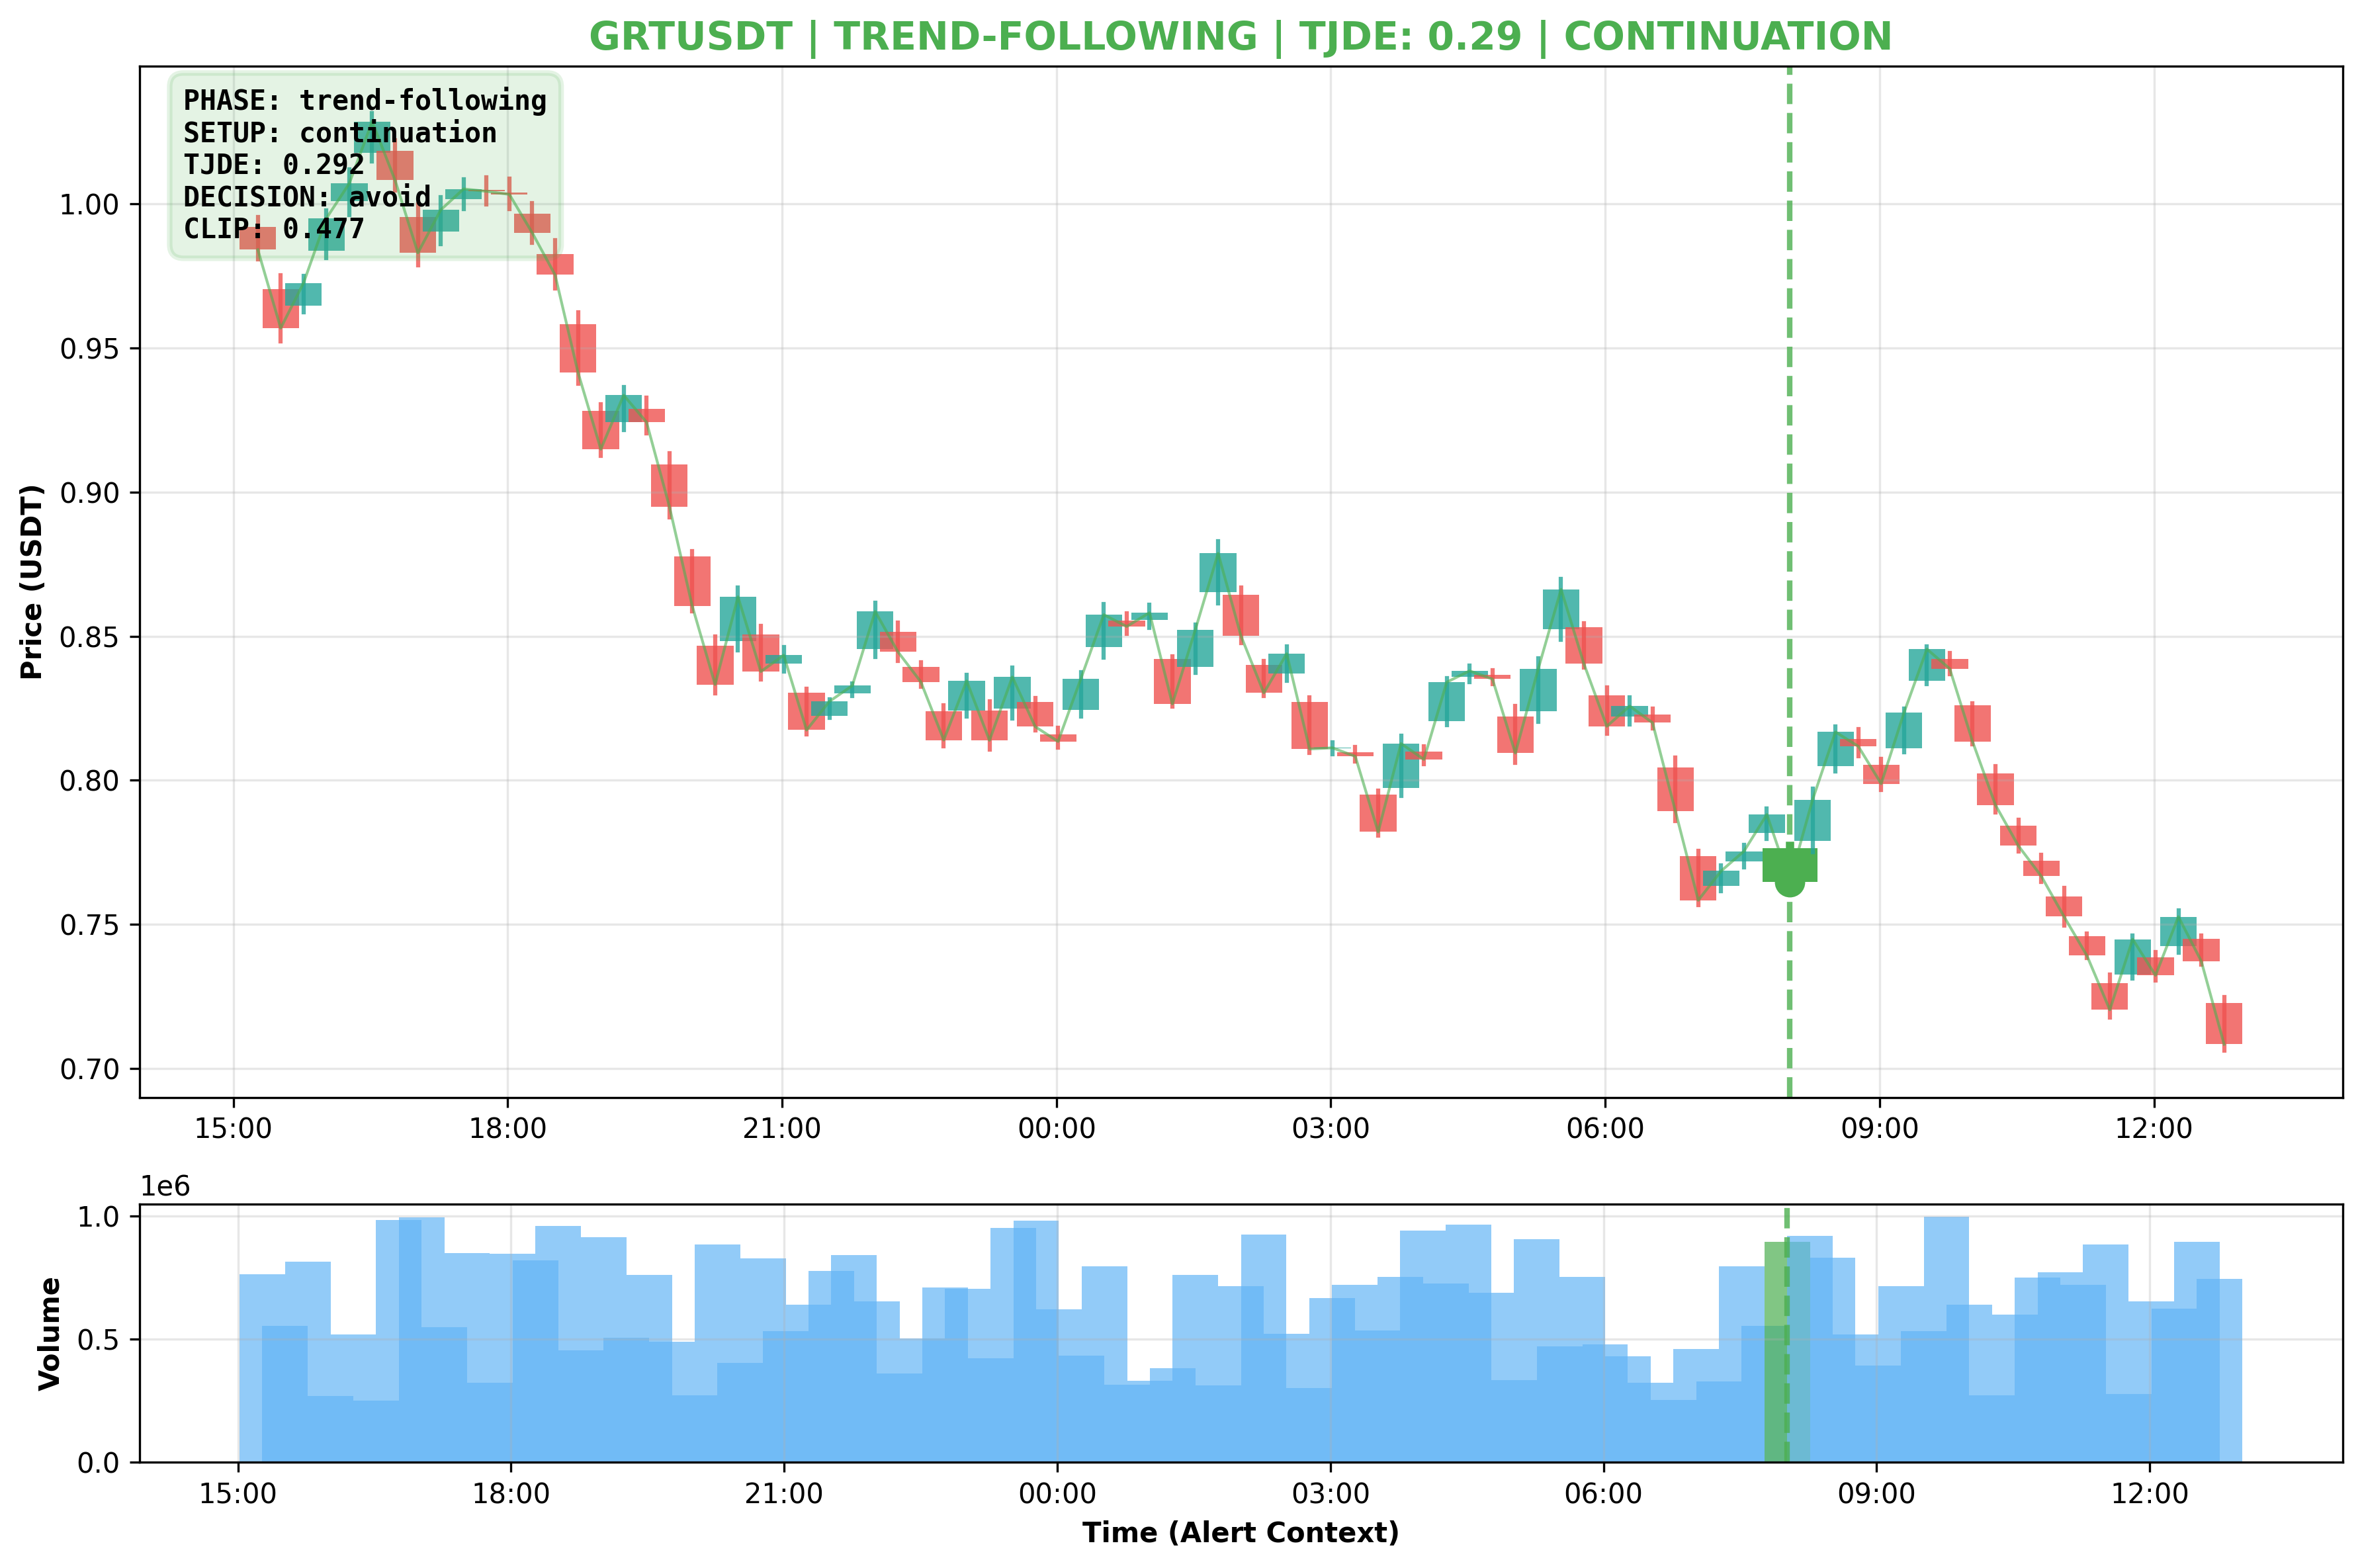 GRTUSDT | TREND-FOLLOWING | TJDE: 0.29 | CONTINUATION
PHASE: trend-following
SETUP: continuation
TJDE: 0.292
DECISION: avoid
CLIP: 0.477
Price (USDT)
1.00
0.95
0.90
0.85
0.80
0.75
0.70
15:00 18:00 21:00 00:00 03:00 06:00 09:00 12:00
1e6
Volume
1.0
0.5
0.0
15:00 18:00 21:00 00:00 03:00 06:00 09:00 12:00
Time (Alert Context)